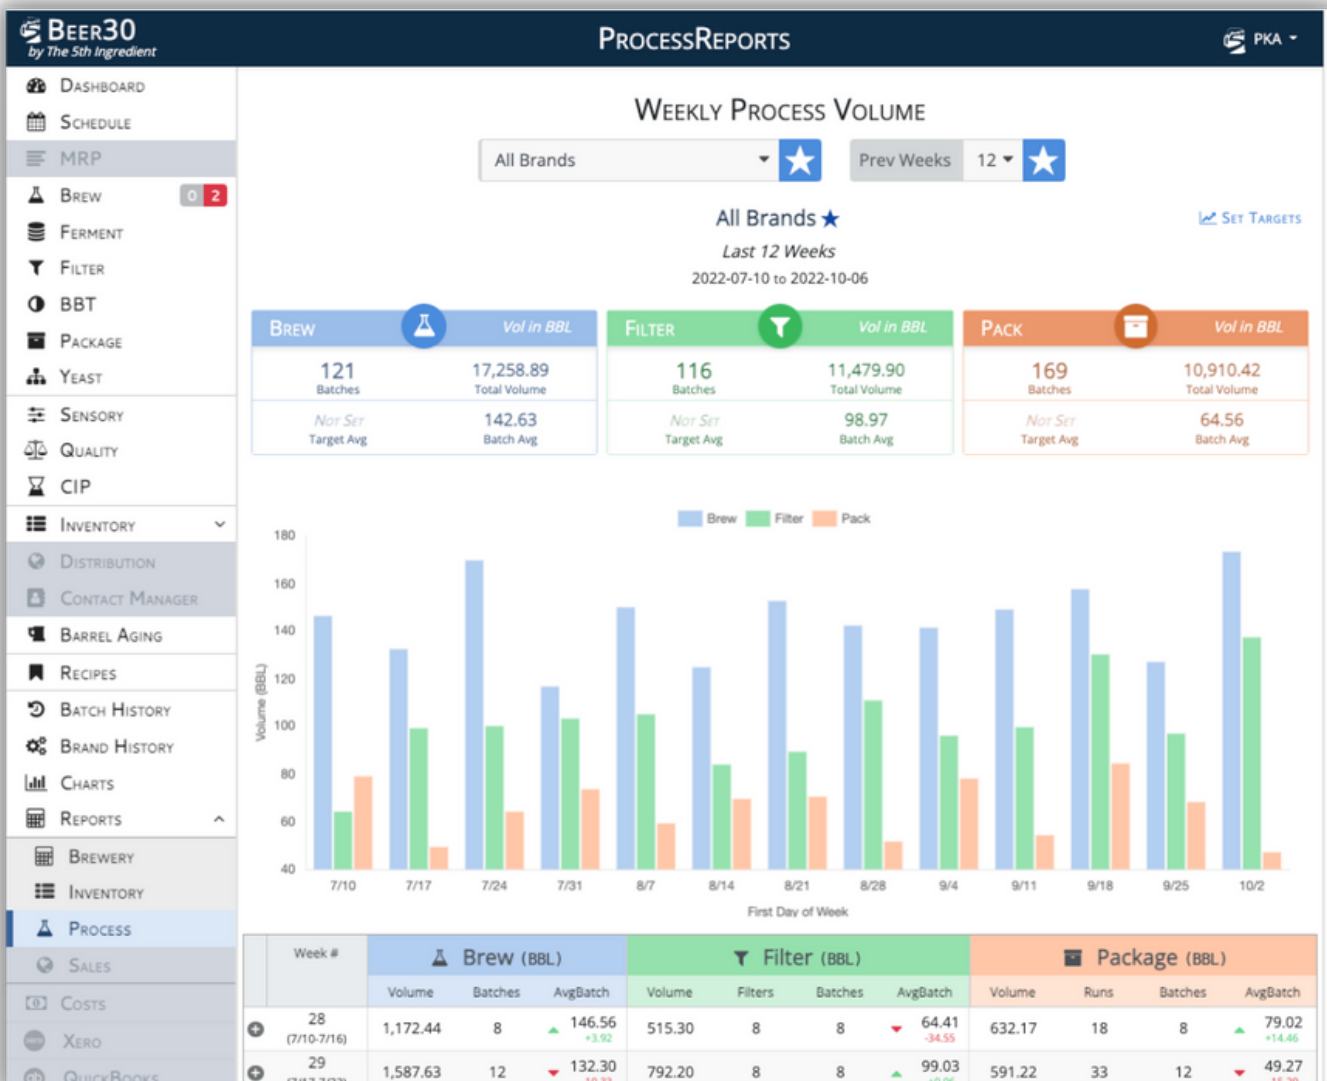 BEER30
by The 5th Ingredient
PROCESSREPORTS
PKA
DASHBOARD
SCHEDULE
MRP
BREW 0 2
FERMENT
FILTER
BBT
PACKAGE
YEAST
SENSORY
QUALITY
CIP
INVENTORY
DISTRIBUTION
CONTACT MANAGER
BARREL AGING
RECIPES
BATCH HISTORY
BRAND HISTORY
CHARTS
REPORTS
BREWERY
INVENTORY
PROCESS
SALES
COSTS
XERO
QUICKBOOKS
WEEKLY PROCESS VOLUME
All Brands Prev Weeks 12
All Brands
SET TARGETS
Last 12 Weeks
2022-07-10 to 2022-10-06
BREW Vol in BBL
121 17,258.89
Batches Total Volume
NOT SET 142.63
Target Avg Batch Avg
FILTER Vol in BBL
116 11,479.90
Batches Total Volume
NOT SET 98.97
Target Avg Batch Avg
PACK Vol in BBL
169 10,910.42
Batches Total Volume
NOT SET 64.56
Target Avg Batch Avg
Brew Filter Pack
Volume (BBL)
180
160
140
120
100
80
60
40
7/10 7/17 7/24 7/31 8/7 8/14 8/21 8/28 9/4 9/11 9/18 9/25 10/2
First Day of Week
Week # Brew (BBL) Filter (BBL) Package (BBL)
Volume Batches AvgBatch Volume Filters Batches AvgBatch Volume Runs Batches AvgBatch
28 1,172.44 8 146.56 515.30 8 8 64.41 632.17 18 8 79.02
(7/10-7/16) +3.92 -34.55 +14.46
29 1,587.63 12 132.30 792.20 8 8 99.03 591.22 33 12 49.27